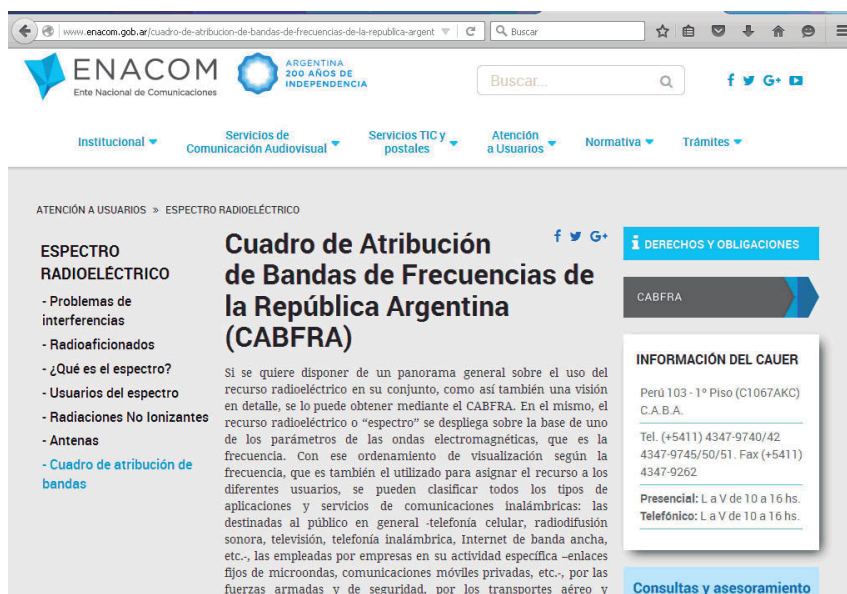 www.enacom.gob.ar/cuadro-de-atribucion-de-bandas-de-frecuencias-de-la-republica-argent
Buscar
ENACOM
Ente Nacional de Comunicaciones
ARGENTINA
200 AÑOS DE
INDEPENDENCIA
Buscar...
Institucional
Servicios de
Comunicación Audiovisual
Servicios TIC y
postales
Atención
a Usuarios
Normativa
Trámites
ATENCIÓN A USUARIOS » ESPECTRO RADIOELÉCTRICO
ESPECTRO
RADIOELÉCTRICO
- Problemas de
interferencias
- Radioaficionados
- ¿Qué es el espectro?
- Usuarios del espectro
- Radiaciones No Ionizantes
- Antenas
- Cuadro de atribución de
bandas
Cuadro de Atribución
de Bandas de Frecuencias de
la República Argentina
(CABFRA)
Si se quiere disponer de un panorama general sobre el uso del
recurso radioeléctrico en su conjunto, como así también una visión
en detalle, se lo puede obtener mediante el CABFRA. En el mismo, el
recurso radioeléctrico o “espectro” se despliega sobre la base de uno
de los parámetros de las ondas electromagnéticas, que es la
frecuencia. Con ese ordenamiento de visualización según la
frecuencia, que es también el utilizado para asignar el recurso a los
diferentes usuarios, se pueden clasificar todos los tipos de
aplicaciones y servicios de comunicaciones inalámbricas: las
destinadas al público en general -telefonía celular, radiodifusión
sonora, televisión, telefonía inalámbrica, Internet de banda ancha,
etc.-, las empleadas por empresas en su actividad específica –enlaces
fijos de microondas, comunicaciones móviles privadas, etc.-, por las
fuerzas armadas y de seguridad, por los transportes aéreo y
DERECHOS Y OBLIGACIONES
CABFRA
INFORMACIÓN DEL CAUER
Perú 103 - 1º Piso (C1067AKC)
C.A.B.A.
Tel. (+5411) 4347-9740/42
4347-9745/50/51. Fax (+5411)
4347-9262
Presencial: L a V de 10 a 16 hs.
Telefónico: L a V de 10 a 16 hs.
Consultas y asesoramiento